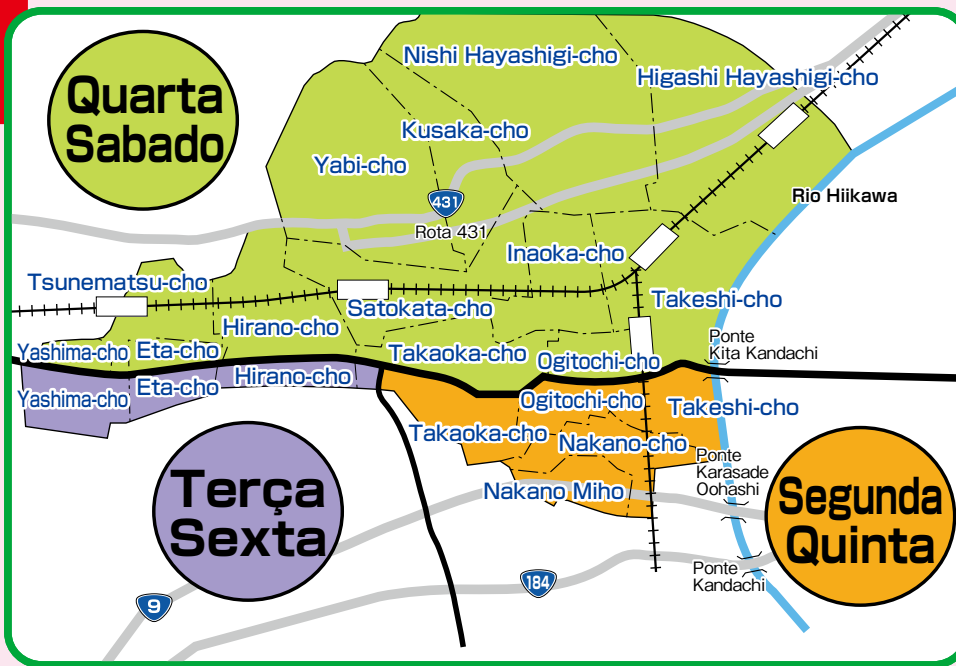 Quarta
Sabado
Nishi Hayashigi-cho
Higashi Hayashigi-cho
Kusaka-cho
Yabi-cho
431
Rota 431
Rio Hiikawa
Inaoka-cho
Tsunematsu-cho
Satokata-cho
Takeshi-cho
Hirano-cho
Yashima-cho
Eta-cho
Takaoka-cho
Ogitochi-cho
Ponte
Kita Kandachi
Yashima-cho
Eta-cho
Hirano-cho
Ogitochi-cho
Takeshi-cho
Takaoka-cho
Nakano-cho
Nakano Miho
Ponte
Karasade
Oohashi
Terça
Sexta
Segunda
Quinta
Ponte
Kandachi
184
9